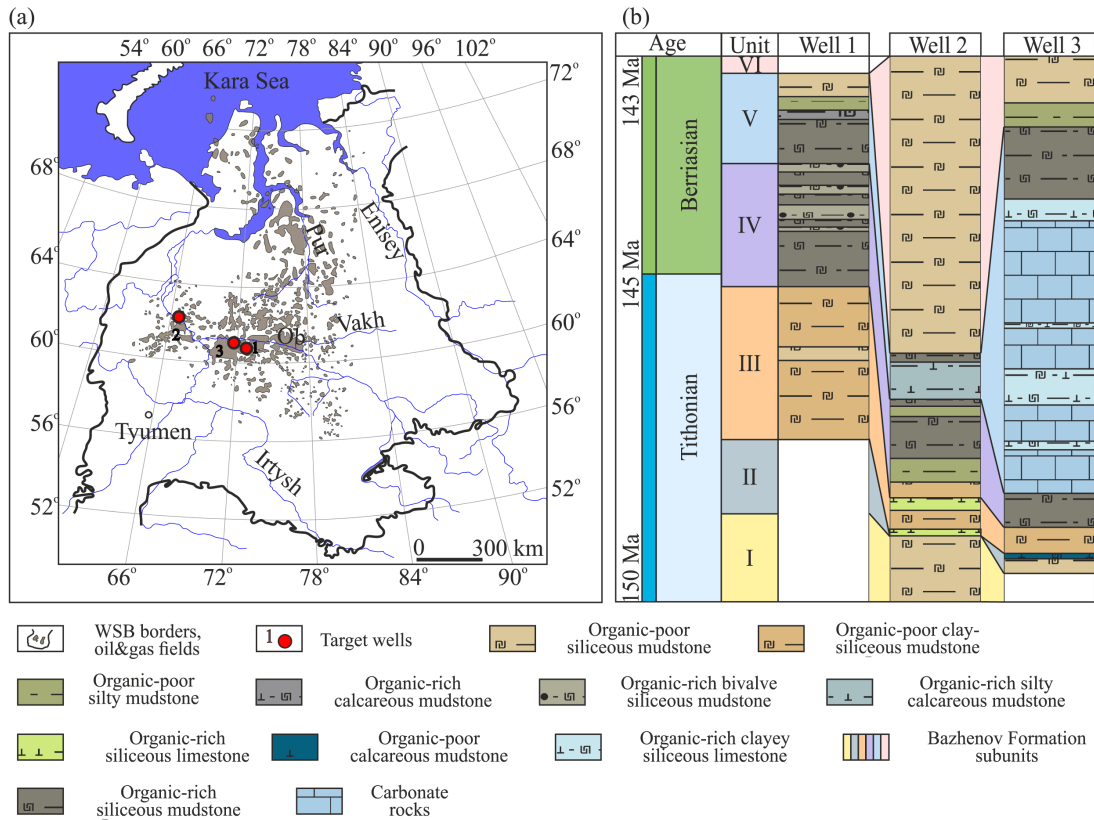 (a)
54° 60° 66° 72° 78° 84° 90° 96° 102°
Kara Sea
72°
68°
68°
Enisey
Pur
64°
64°
Vakh
60°
60°
Ob
2
3
1
56°
56°
Tyumen
Irtysh
52°
52°
0 300 km
66° 72° 78° 84° 90°
(b)
Age Unit Well 1 Well 2 Well 3
143 Ma
145 Ma
150 Ma
Berriasian
Tithonian
VI
V
IV
III
II
I
WSB borders,
oil&gas fields
1
Target wells
Organic-poor
siliceous mudstone
Organic-poor clay-
siliceous mudstone
Organic-poor
silty mudstone
Organic-rich
calcareous mudstone
Organic-rich bivalve
siliceous mudstone
Organic-rich silty
calcareous mudstone
Organic-rich
siliceous limestone
Organic-poor
calcareous mudstone
Organic-rich clayey
siliceous limestone
Bazhenov Formation
subunits
Organic-rich
siliceous mudstone
Carbonate
rocks